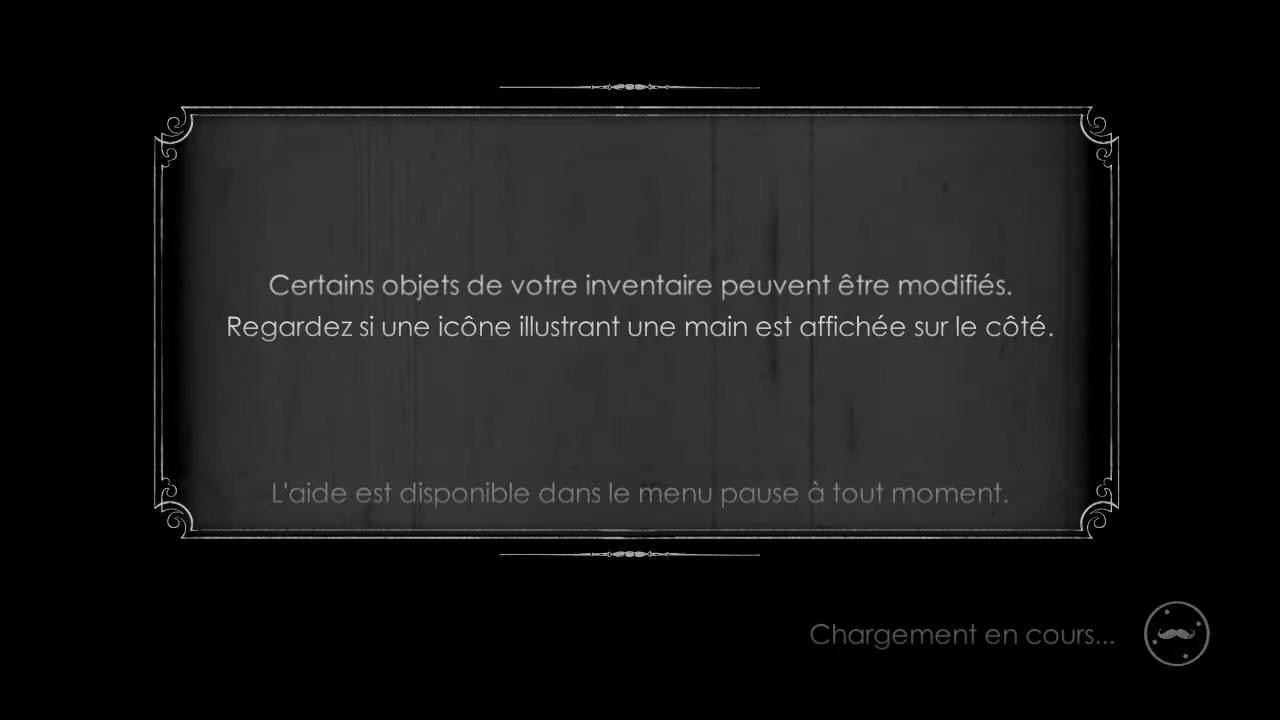 Certains objets de votre inventaire peuvent être modifiés.
Regardez si une icône illustrant une main est affichée sur le côté.
L'aide est disponible dans le menu pause à tout moment.
Chargement en cours...